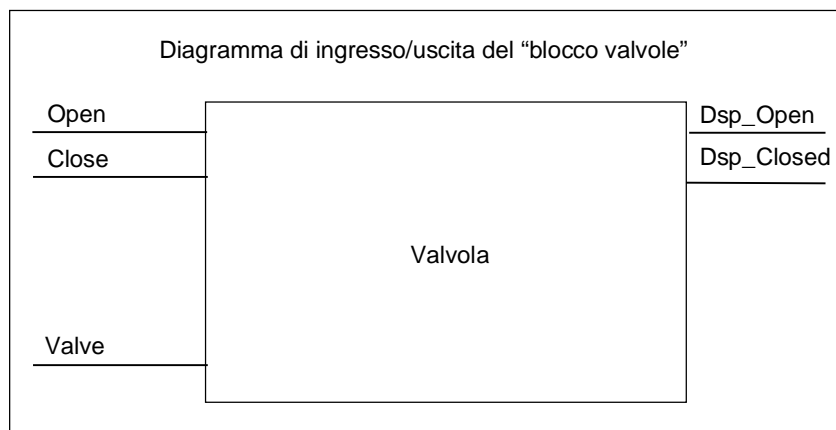 Diagramma di ingresso/uscita del “blocco valvole”
Open
Close
Valve
Valvola
Dsp_Open
Dsp_Closed